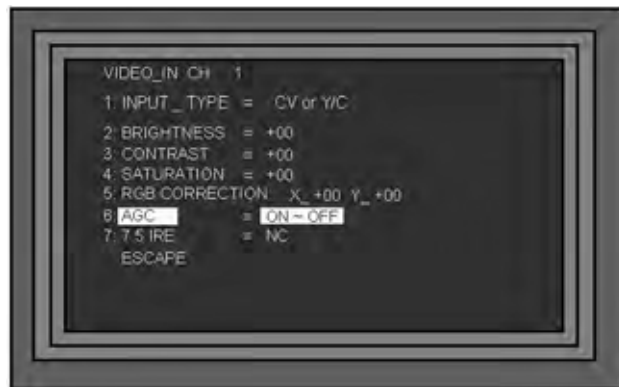 VIDEO_IN CH 1
1: INPUT_TYPE = CV or Y/C
2: BRIGHTNESS = +00
3: CONTRAST = +00
4: SATURATION = +00
5: RGB CORRECTION X_ +00 Y_ +00
6: AGC = ON ~ OFF
7: 7.5 IRE = NC
ESCAPE